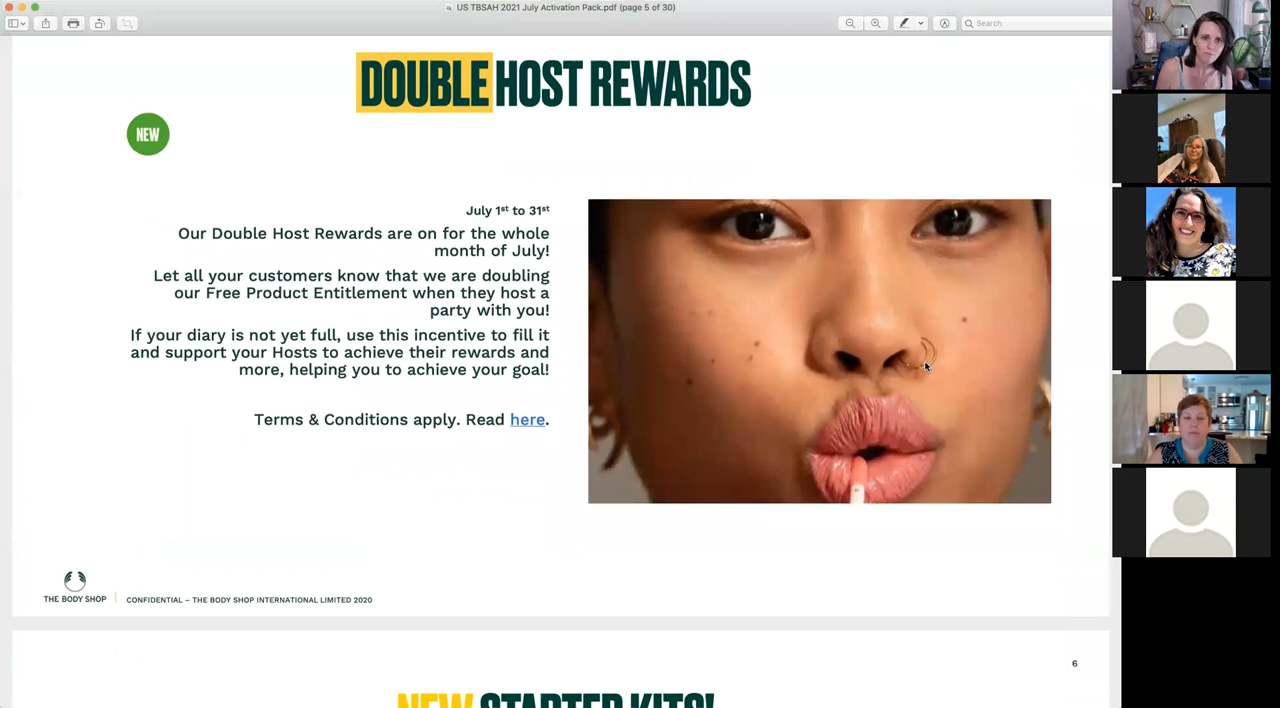 US TBSAH 2021 July Activation Pack.pdf (page 5 of 30)
Search
DOUBLE HOST REWARDS
NEW
July 1st to 31st
Our Double Host Rewards are on for the whole
month of July!
Let all your customers know that we are doubling
our Free Product Entitlement when they host a
party with you!
If your diary is not yet full, use this incentive to fill it
and support your Hosts to achieve their rewards and
more, helping you to achieve your goal!
Terms & Conditions apply. Read here.
THE BODY SHOP
CONFIDENTIAL – THE BODY SHOP INTERNATIONAL LIMITED 2020
6
NEW STARTER KITS!